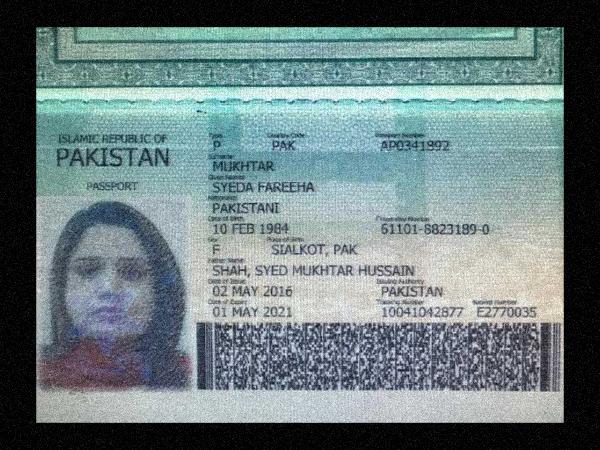 ISLAMIC REPUBLIC OF
PAKISTAN
PASSPORT
Type Country Code Passport Number
P PAK AP0341892
Surname
MUKHTAR
Given Names
SYEDA FAREEHA
Nationality
PAKISTANI
Date of Birth Citizenship Number
10 FEB 1984 61101-8823189-0
Sex Place of Birth
F SIALKOT, PAK
Father Name
SHAH, SYED MUKHTAR HUSSAIN
Date of Issue Issuing Authority
02 MAY 2016 PAKISTAN
Date of Expiry Tracking Number Booklet Number
01 MAY 2021 10041042877 E2770035